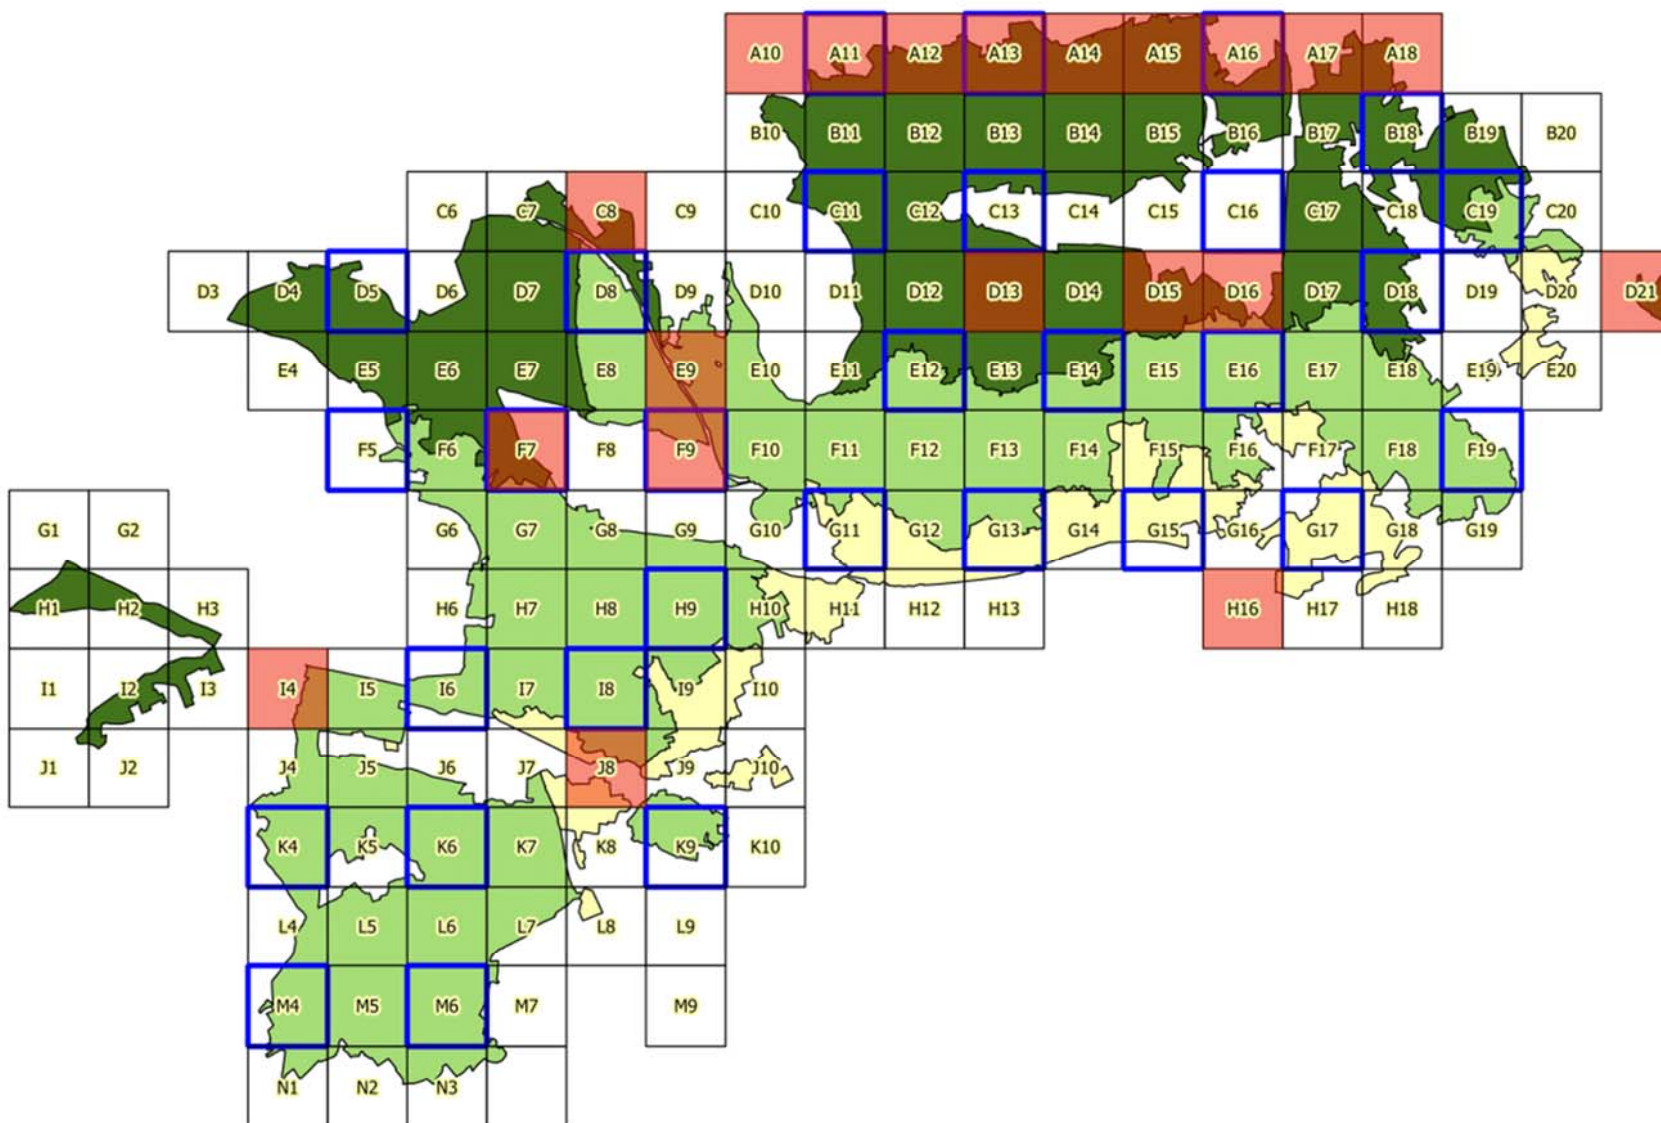 A10 A11 A12 A13 A14 A15 A16 A17 A18
B10 B11 B12 B13 B14 B15 B16 B17 B18 B19 B20
C6 C7 C8 C9 C10 C11 C12 C13 C14 C15 C16 C17 C18 C19 C20
D3 D4 D5 D6 D7 D8 D9 D10 D11 D12 D13 D14 D15 D16 D17 D18 D19 D20 D21
E4 E5 E6 E7 E8 E9 E10 E11 E12 E13 E14 E15 E16 E17 E18 E19 E20
F5 F6 F7 F8 F9 F10 F11 F12 F13 F14 F15 F16 F17 F18 F19
G1 G2 G6 G7 G8 G9 G10 G11 G12 G13 G14 G15 G16 G17 G18 G19
H1 H2 H3 H6 H7 H8 H9 H10 H11 H12 H13 H16 H17 H18
I1 I2 I3 I4 I5 I6 I7 I8 I9 I10
J1 J2 J4 J5 J6 J7 J8 J9 J10
K4 K5 K6 K7 K8 K9 K10
L4 L5 L6 L7 L8 L9
M4 M5 M6 M7 M9
N1 N2 N3